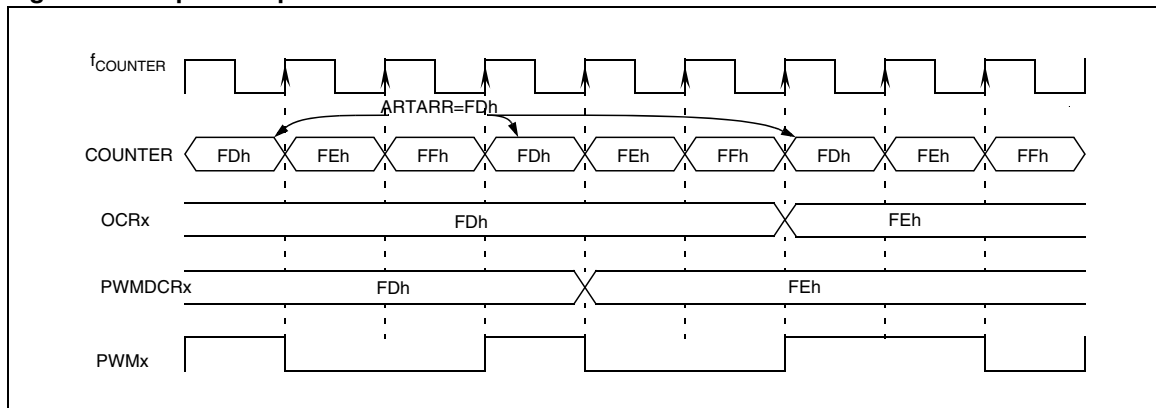 fCOUNTER
ARTARR=FDh
COUNTER FDh FEh FFh FDh FEh FFh FDh FEh FFh
OCRx FDh FEh
PWMDCRx FDh FEh
PWMx